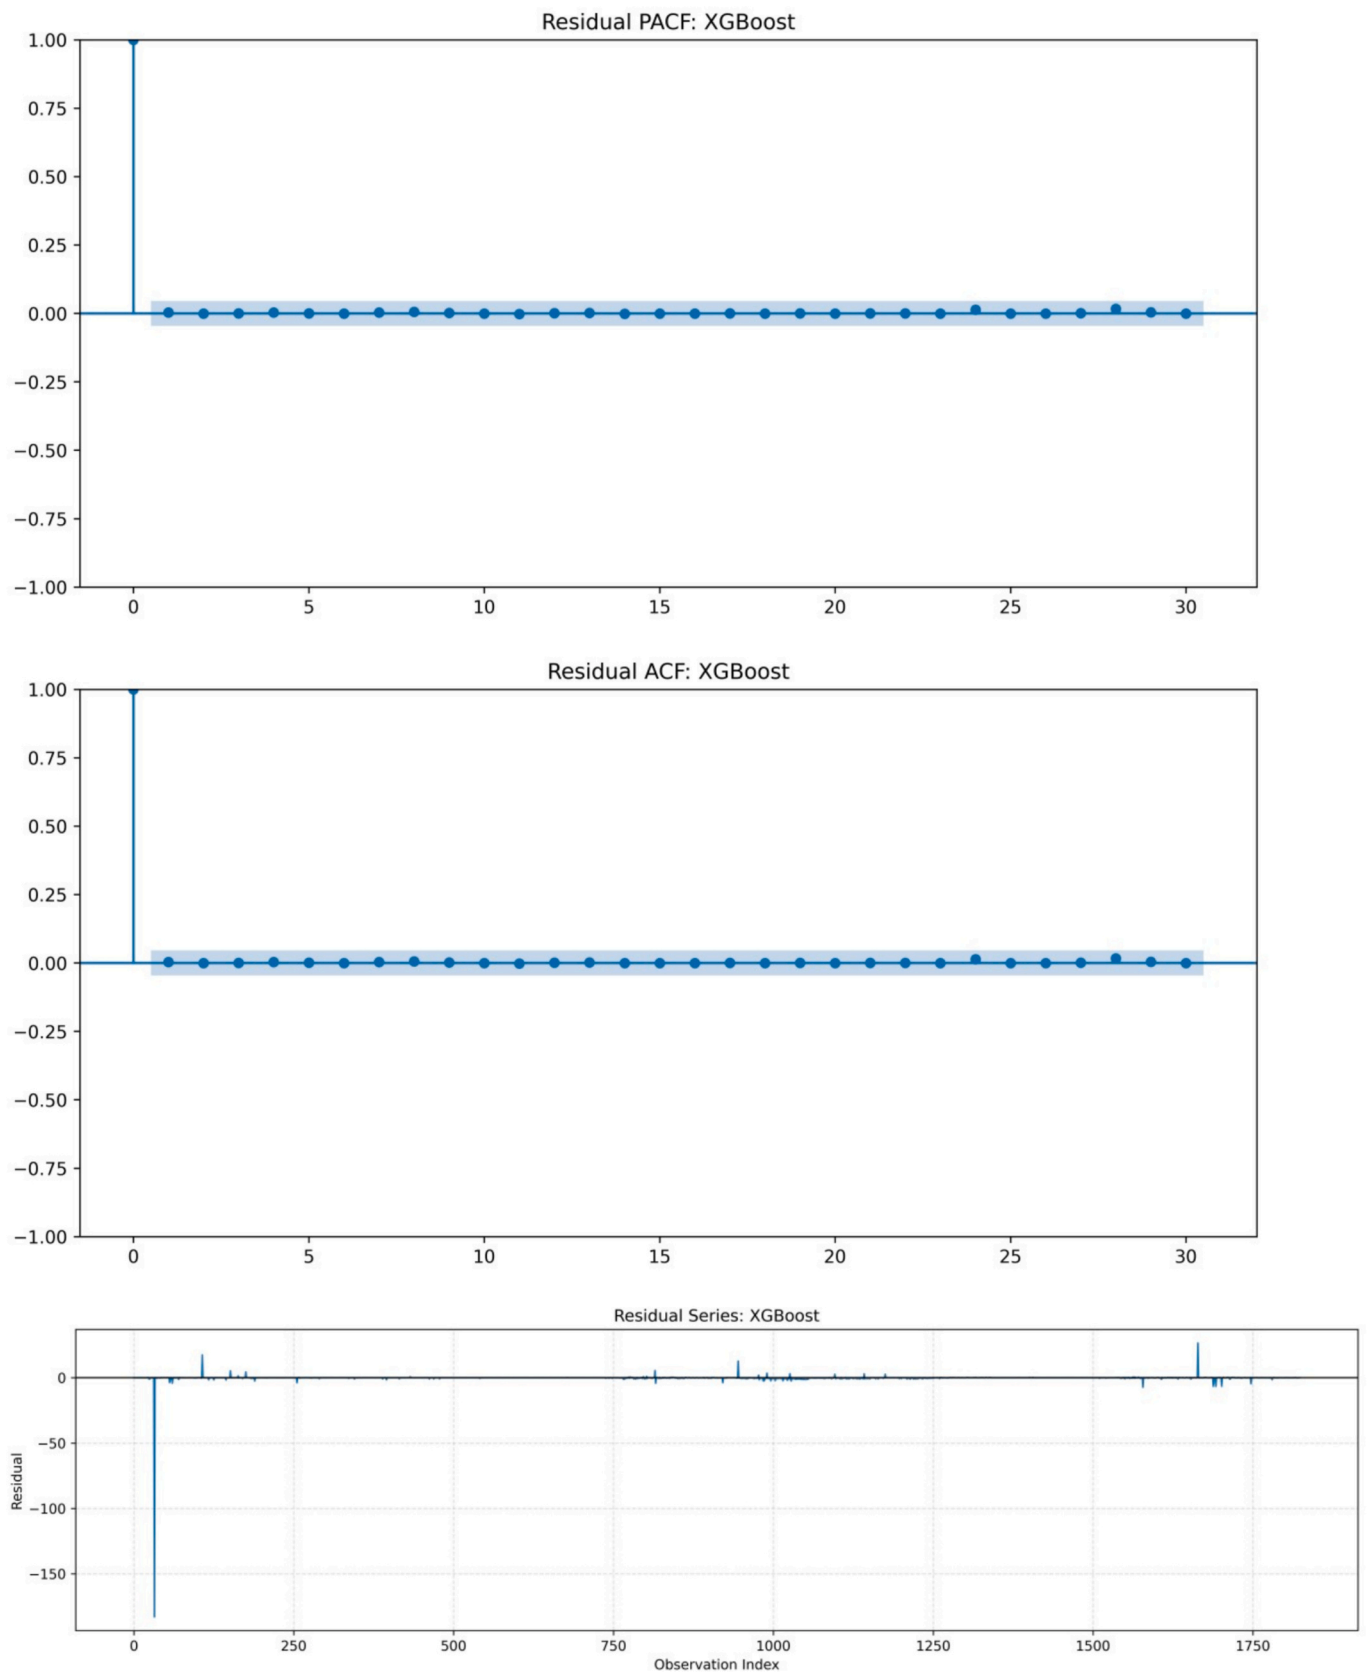 Residual PACF: XGBoost
1.00
0.75
0.50
0.25
0.00
−0.25
−0.50
−0.75
−1.00
0 5 10 15 20 25 30
Residual ACF: XGBoost
1.00
0.75
0.50
0.25
0.00
−0.25
−0.50
−0.75
−1.00
0 5 10 15 20 25 30
Residual Series: XGBoost
Residual
0
−50
−100
−150
0 250 500 750 1000 1250 1500 1750
Observation Index